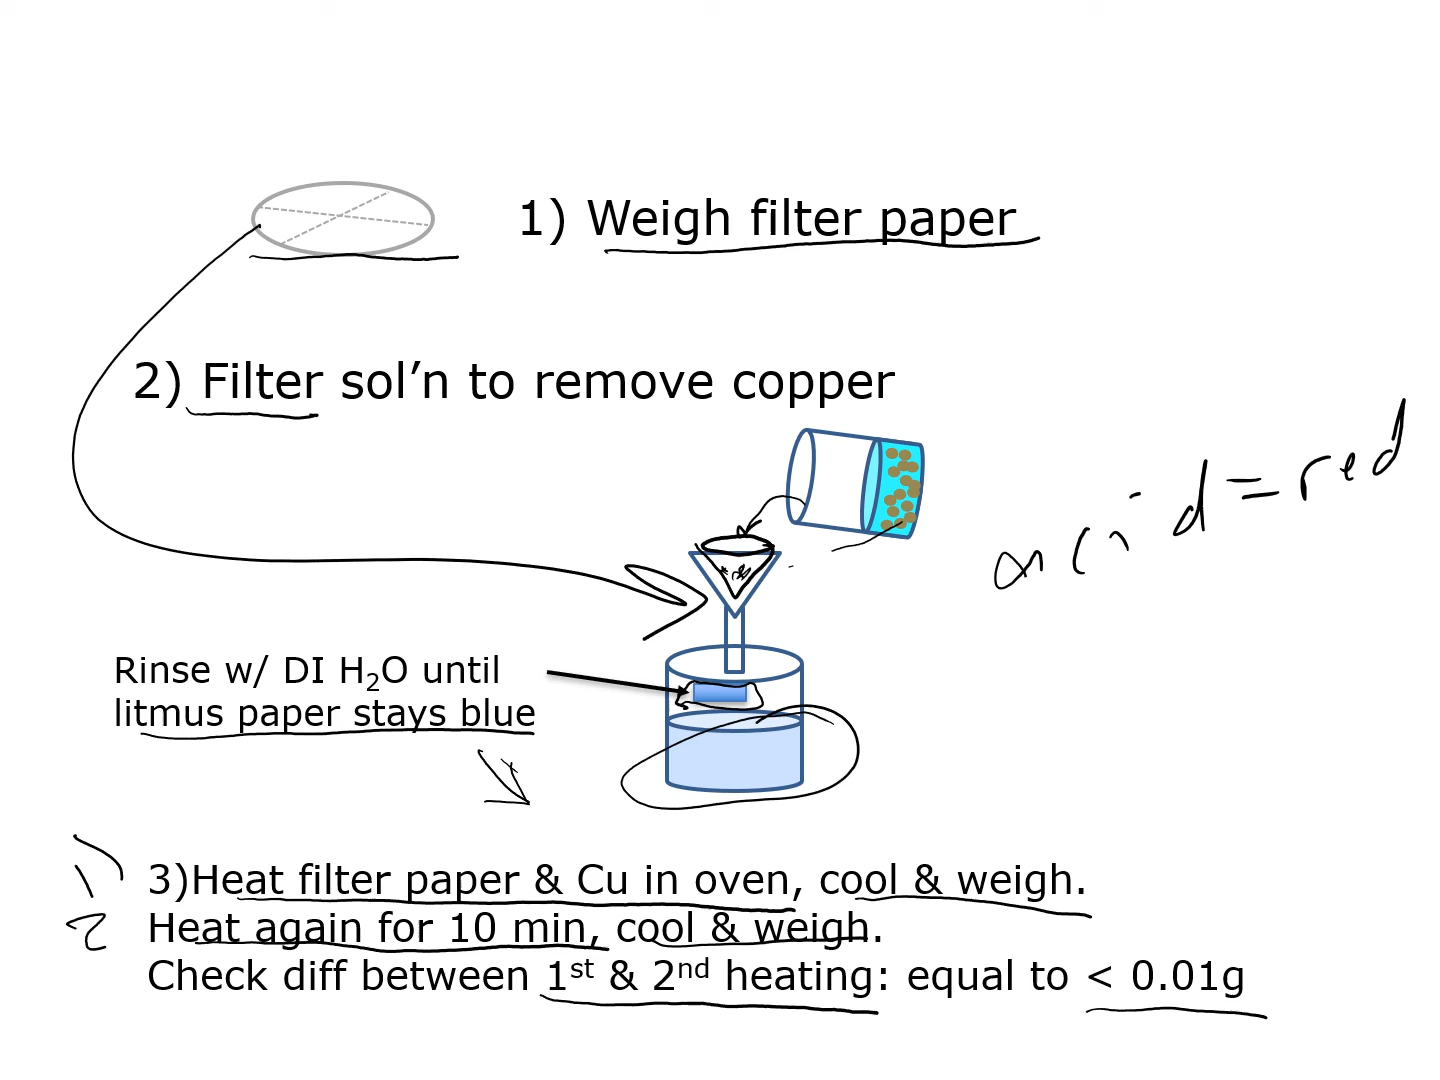 1) Weigh filter paper
2) Filter sol’n to remove copper
acid = red
Rinse w/ DI H₂O until
litmus paper stays blue
1
3)Heat filter paper & Cu in oven, cool & weigh.
2
Heat again for 10 min, cool & weigh.
Check diff between 1ˢᵗ & 2ⁿᵈ heating: equal to < 0.01g